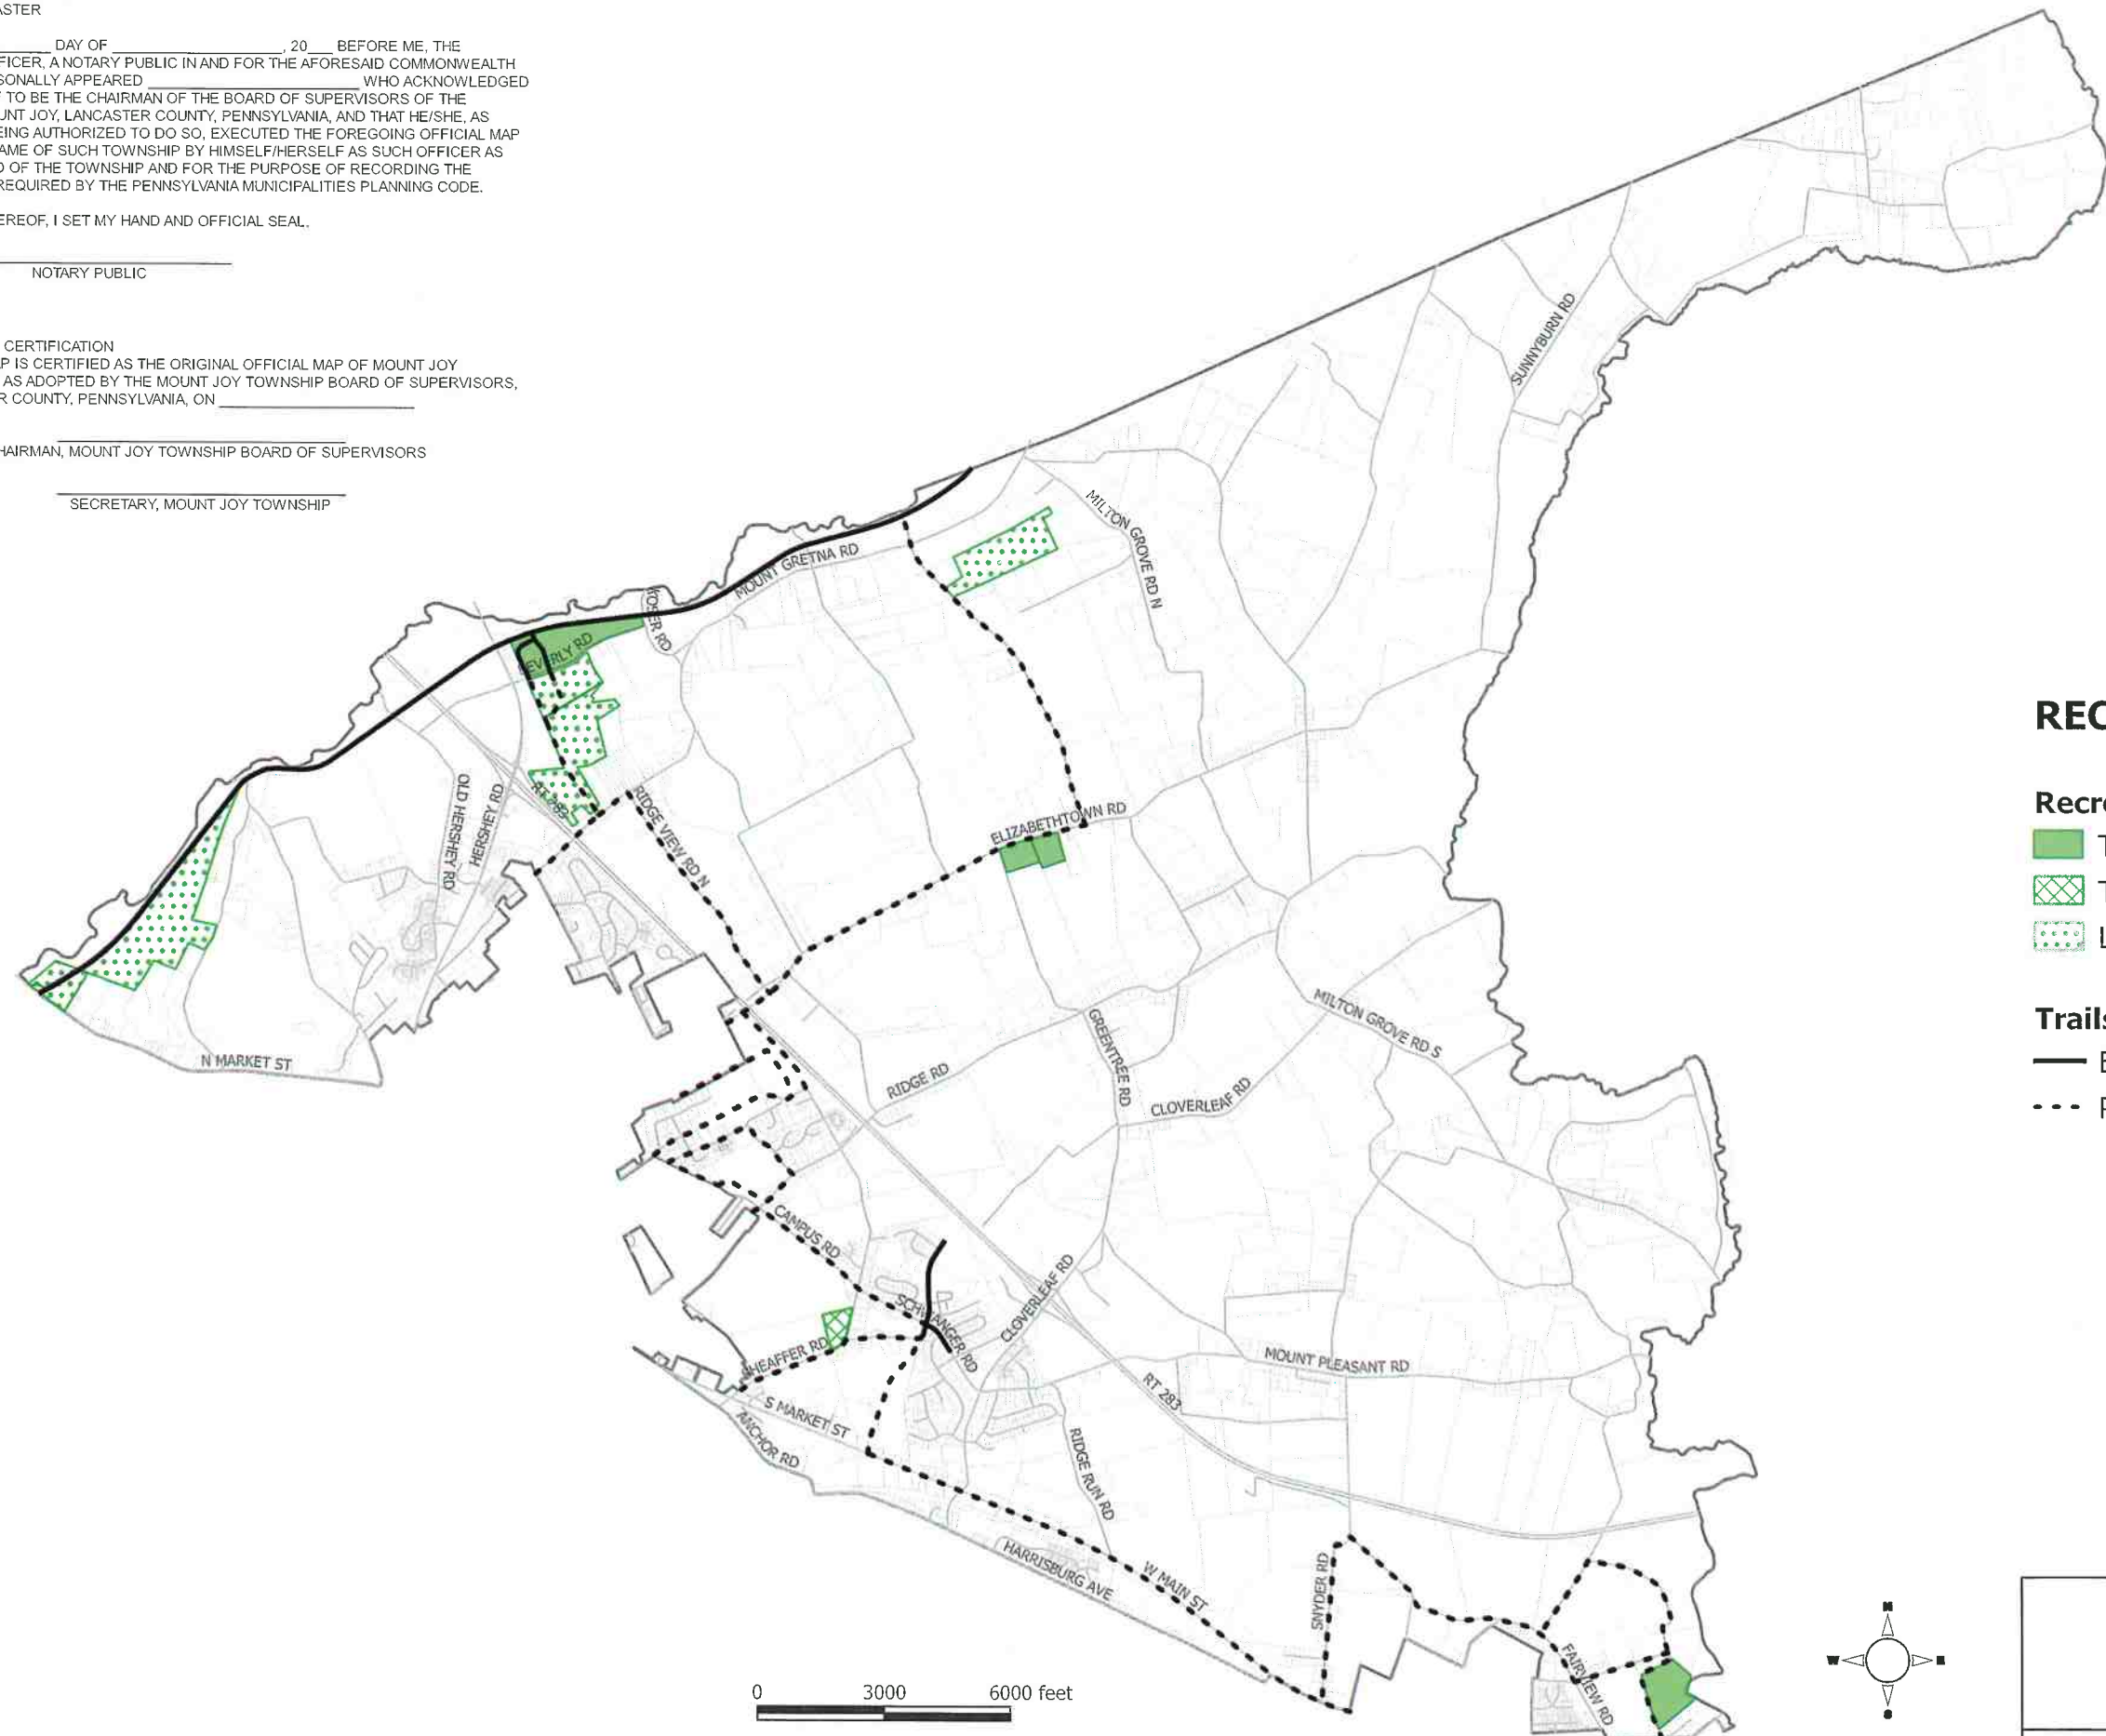 ASTER
DAY OF , 20 BEFORE ME, THE
FICER, A NOTARY PUBLIC IN AND FOR THE AFORESAID COMMONWEALTH
SONALLY APPEARED WHO ACKNOWLEDGED
TO BE THE CHAIRMAN OF THE BOARD OF SUPERVISORS OF THE
UNT JOY, LANCASTER COUNTY, PENNSYLVANIA, AND THAT HE/SHE, AS
EING AUTHORIZED TO DO SO, EXECUTED THE FOREGOING OFFICIAL MAP
AME OF SUCH TOWNSHIP BY HIMSELF/HERSELF AS SUCH OFFICER AS
D OF THE TOWNSHIP AND FOR THE PURPOSE OF RECORDING THE
REQUIRED BY THE PENNSYLVANIA MUNICIPALITIES PLANNING CODE.
EREOF, I SET MY HAND AND OFFICIAL SEAL.
NOTARY PUBLIC
CERTIFICATION
P IS CERTIFIED AS THE ORIGINAL OFFICIAL MAP OF MOUNT JOY
AS ADOPTED BY THE MOUNT JOY TOWNSHIP BOARD OF SUPERVISORS,
R COUNTY, PENNSYLVANIA, ON
HAIRMAN, MOUNT JOY TOWNSHIP BOARD OF SUPERVISORS
SECRETARY, MOUNT JOY TOWNSHIP
SUNNYBURN RD
MILTON GROVE RD N
MOUNT GRETNA RD
YOSER RD
EVERLY RD
OLD HERSHEY RD
HERSHEY RD
RT 283
RIDGE VIEW RD N
ELIZABETHTOWN RD
N MARKET ST
MILTON GROVE RD S
GREENTREE RD
RIDGE RD
CLOVERLEAF RD
CAMPUS RD
SCHWANGER RD
CLOVERLEAF RD
SHEAFFER RD
MOUNT PLEASANT RD
RT 283
S MARKET ST
ANCHOR RD
RIDGE RUN RD
HARRISBURG AVE
W MAIN ST
SNYDER RD
FAIRVIEW RD
0 3000 6000 feet
REC
Recre
T
T
L
Trails
E
P
N
W
E
S